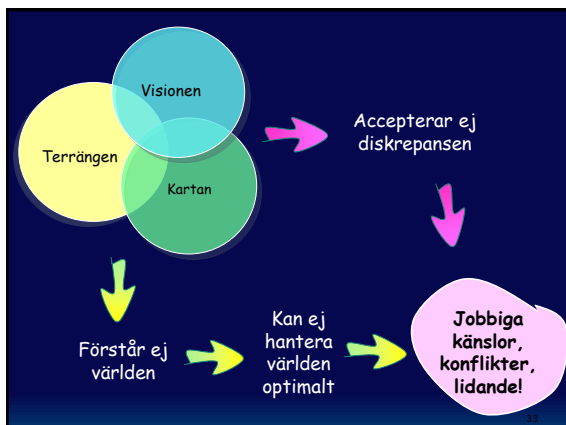 Visionen
Terrängen
Kartan
Accepterar ej
diskrepansen
Förstår ej
världen
Kan ej
hantera
världen
optimalt
Jobbiga
känslor,
konflikter,
lidande!
33